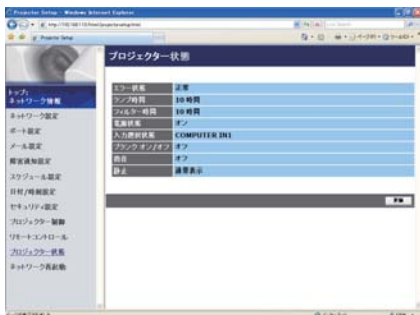 Projector Setup - Windows Internet Explorer
Projector Setup
プロジェクター状態
トップ:
ネットワーク情報
ネットワーク設定
ポート設定
メール設定
障害通知設定
スケジュール設定
日付/時刻設定
セキュリティ設定
プロジェクター制御
リモートコントロール
プロジェクター状態
ネットワーク再起動
エラー状態 正常
ランプ時間 10 時間
フィルター時間 10 時間
電源状態 オン
入力選択状態 COMPUTER IN1
ブランク オン/オフ オフ
消音 オフ
静止 通常表示
更新